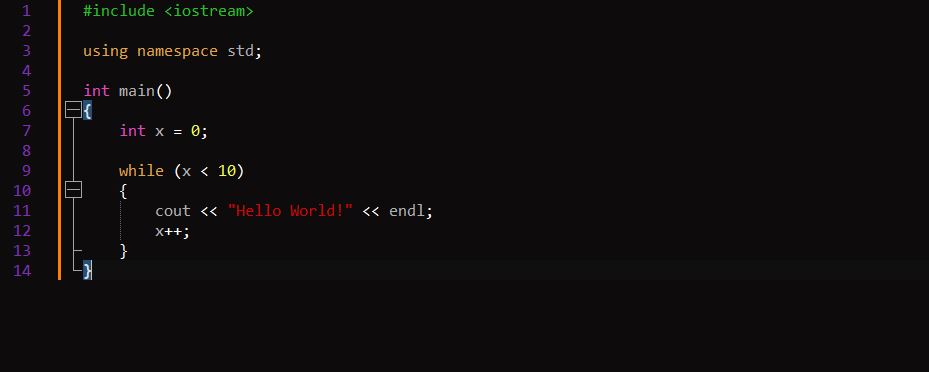 1 #include <iostream>
2
3 using namespace std;
4
5 int main()
6 {
7 int x = 0;
8
9 while (x < 10)
10 {
11 cout << "Hello World!" << endl;
12 x++;
13 }
14 }